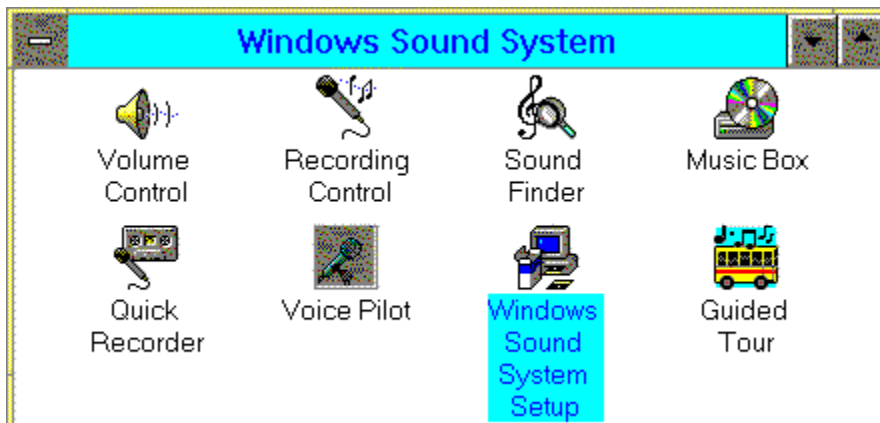 Windows Sound System
Volume
Control
Recording
Control
Sound
Finder
Music Box
Quick
Recorder
Voice Pilot
Windows
Sound
System
Setup
Guided
Tour